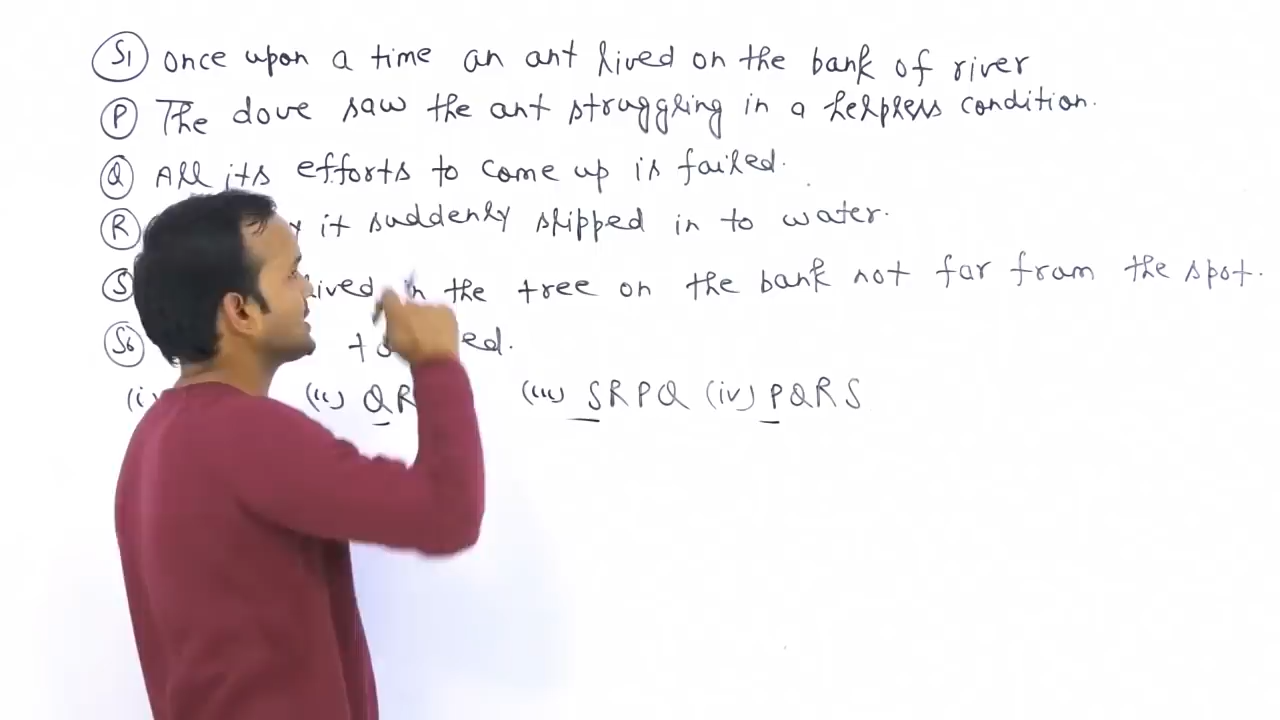 S1 once upon a time an ant lived on the bank of river
P The dove saw the ant struggling in a helpless condition.
Q All its efforts to come up is failed.
R it suddenly slipped in to water.
S lived in the tree on the bank not far from the spot.
S6
(ii) QR (iii) SRPQ (iv) PQRS